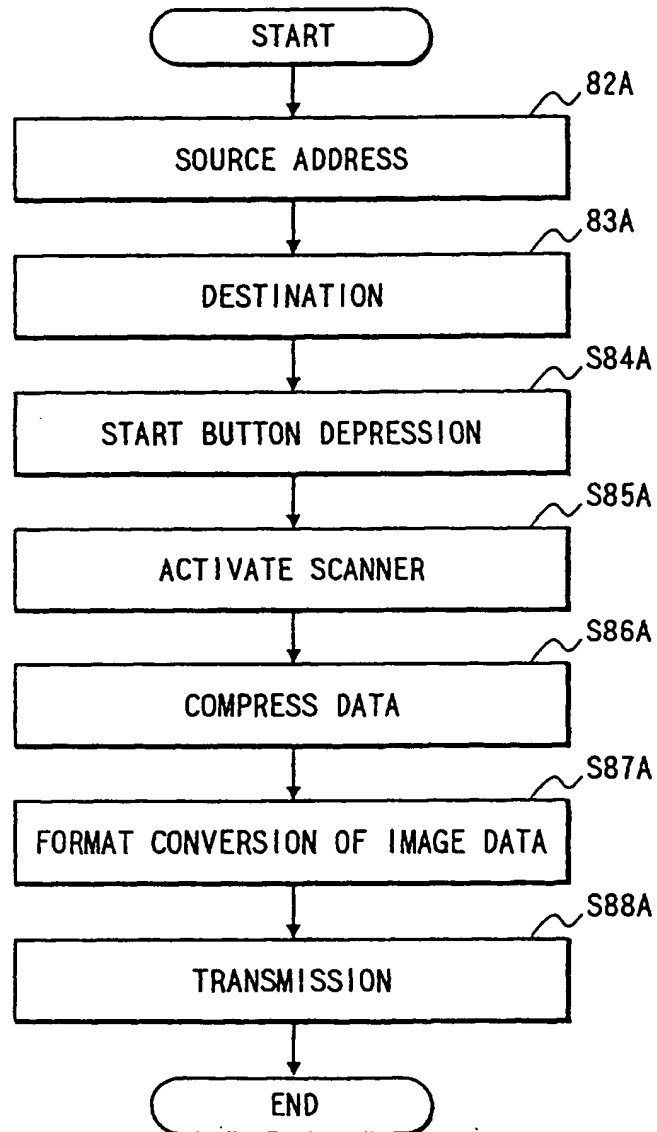 START
82A
SOURCE ADDRESS
83A
DESTINATION
S84A
START BUTTON DEPRESSION
S85A
ACTIVATE SCANNER
S86A
COMPRESS DATA
S87A
FORMAT CONVERSION OF IMAGE DATA
S88A
TRANSMISSION
END